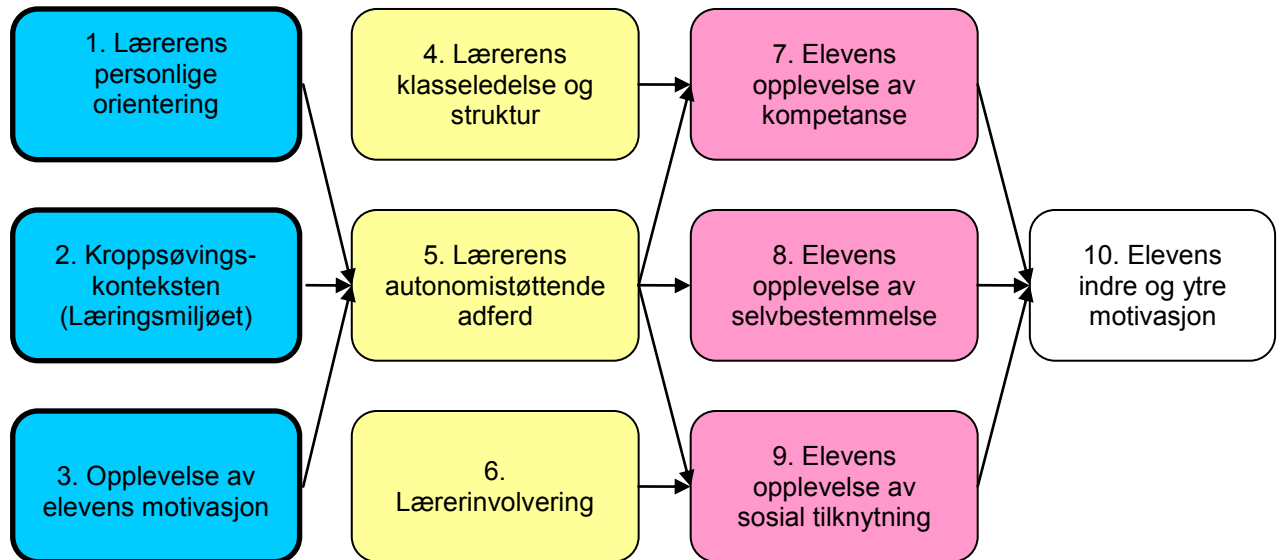 1. Lærerens
personlige
orientering
4. Lærerens
klasseledelse og
struktur
7. Elevens
opplevelse av
kompetanse
2. Kroppsøvings-
konteksten
(Læringsmiljøet)
5. Lærerens
autonomistøttende
adferd
8. Elevens
opplevelse av
selvbestemmelse
10. Elevens
indre og ytre
motivasjon
3. Opplevelse av
elevens motivasjon
6.
Lærerinvolvering
9. Elevens
opplevelse av
sosial tilknytning